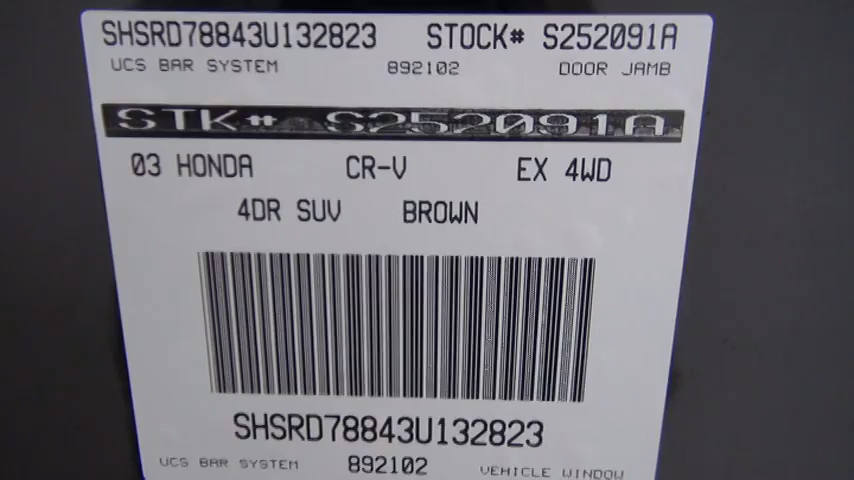 SHSRD78843U132823 STOCK# S252091A
UCS BAR SYSTEM 892102 DOOR JAMB
STK# S252091A
03 HONDA CR-V EX 4WD
4DR SUV BROWN
SHSRD78843U132823
UCS BAR SYSTEM 892102 VEHICLE WINDOW